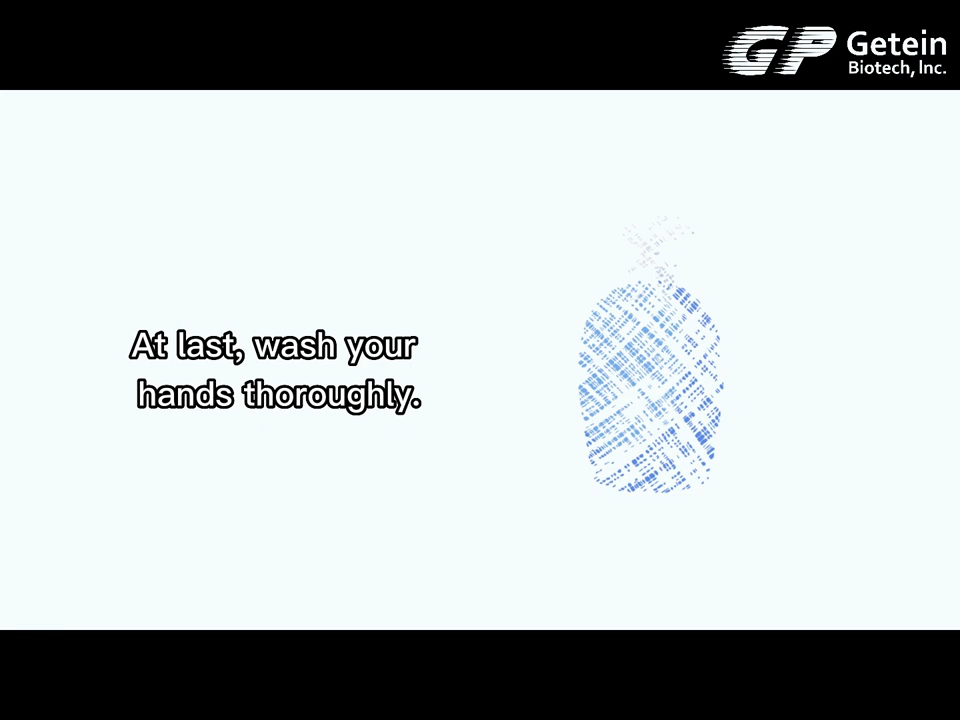 Getein
Biotech, Inc.
At last, wash your
hands thoroughly.